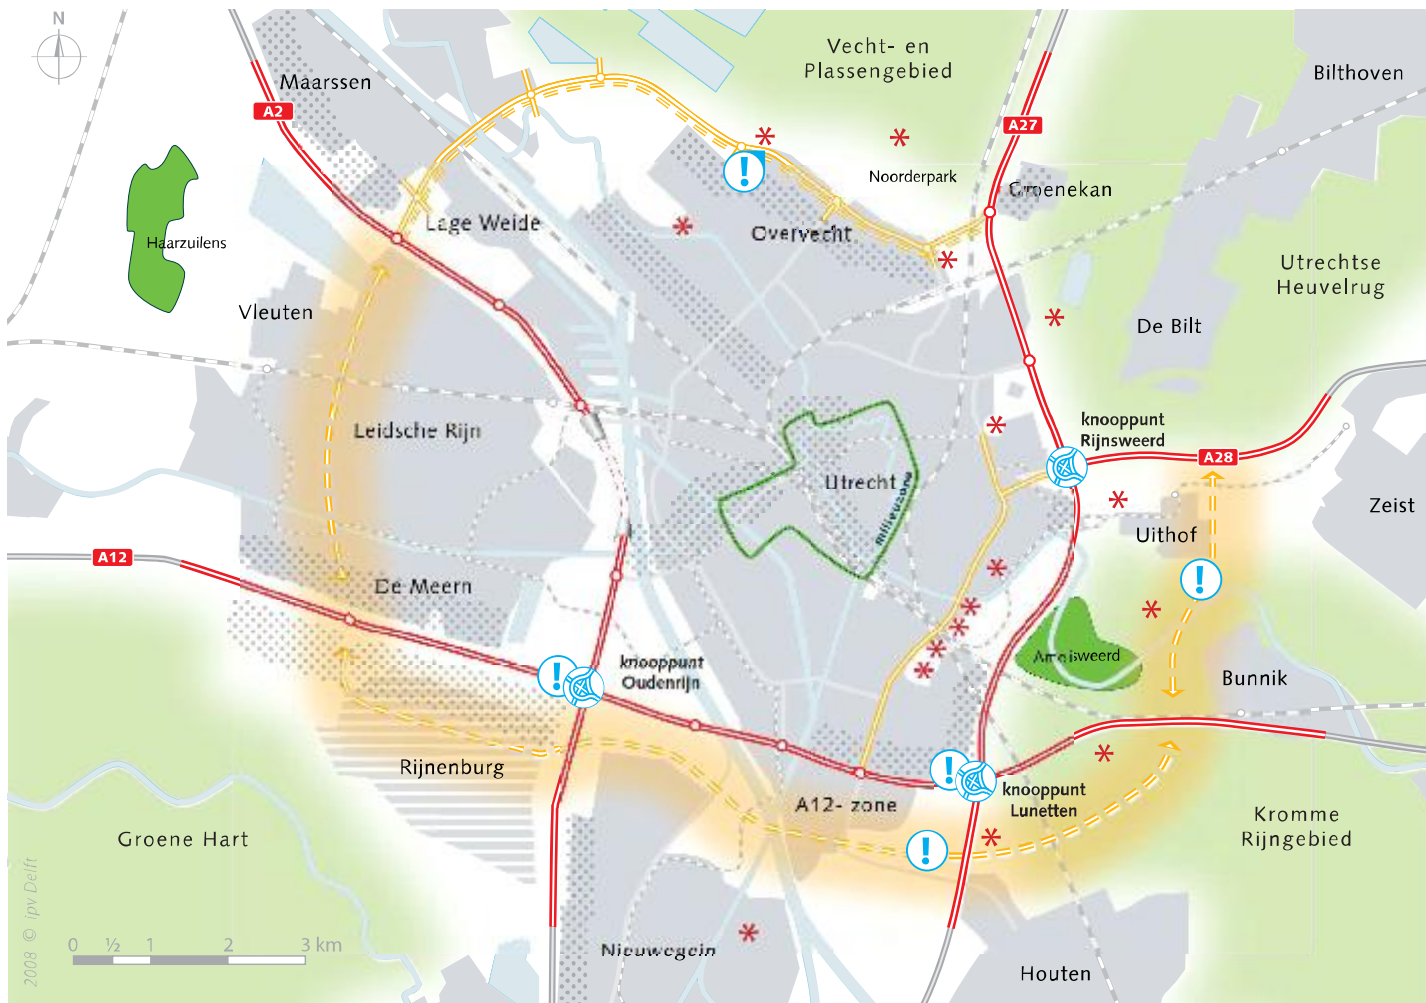 N
Vecht- en
Plassengebied
Bilthoven
Maarssen
A2
A27
Noorderpark
Groenekan
Lage Weide
Overvecht
Haarzuilens
Utrechtse
Heuvelrug
Vleuten
De Bilt
knooppunt
Rijnsweerd
Leidsche Rijn
A28
Utrecht
Milieuzone
Zeist
Uithof
A12
De Meern
!
!
knooppunt
Oudenrijn
!
Amelisweerd
Bunnik
Rijnenburg
!
knooppunt
Lunetten
A12- zone
Kromme
Rijngebied
Groene Hart
!
Nieuwegein
Houten
0 ½ 1 2 3 km
2008 © ipv Delft